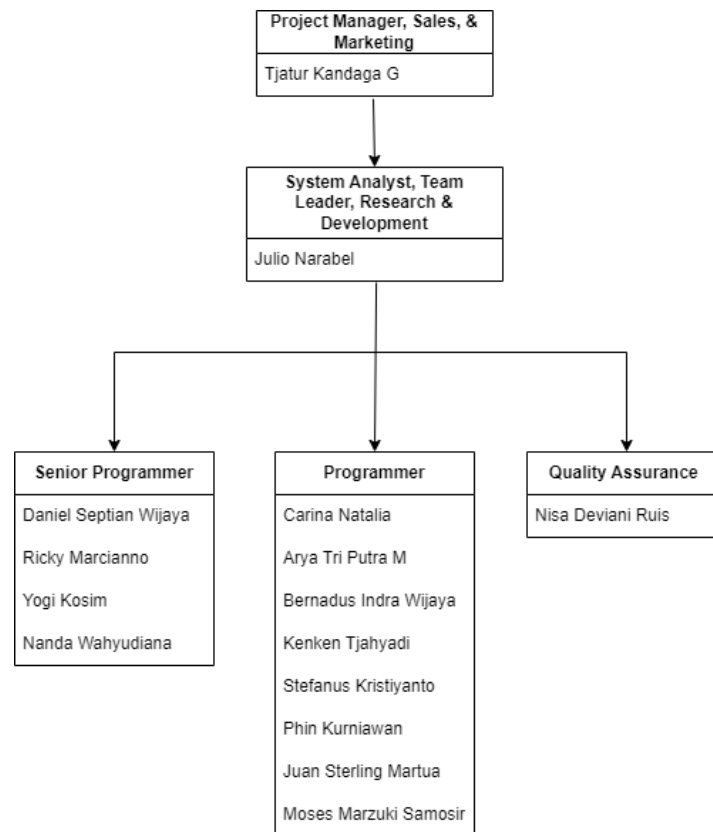 Project Manager, Sales, &
Marketing
Tjatur Kandaga G
System Analyst, Team
Leader, Research &
Development
Julio Narabel
Senior Programmer
Daniel Septian Wijaya
Ricky Marcianno
Yogi Kosim
Nanda Wahyudiana
Programmer
Carina Natalia
Arya Tri Putra M
Bernadus Indra Wijaya
Kenken Tjahyadi
Stefanus Kristiyanto
Phin Kurniawan
Juan Sterling Martua
Moses Marzuki Samosir
Quality Assurance
Nisa Deviani Ruis